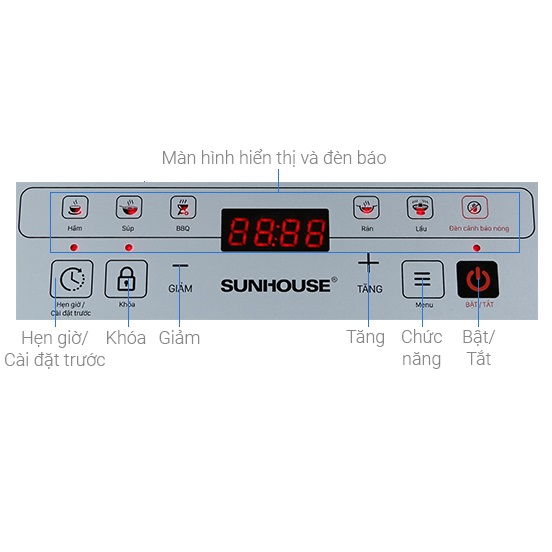 Màn hình hiển thị và đèn báo
Hầm Súp BBQ 88:88 Rán Lẩu Đèn cảnh báo nóng
GIẢM SUNHOUSE® TĂNG
Hẹn giờ / Cài đặt trước Khóa Menu BẬT/TẮT
Hẹn giờ/ Khóa Giảm Tăng Chức Bật/
Cài đặt trước năng Tắt